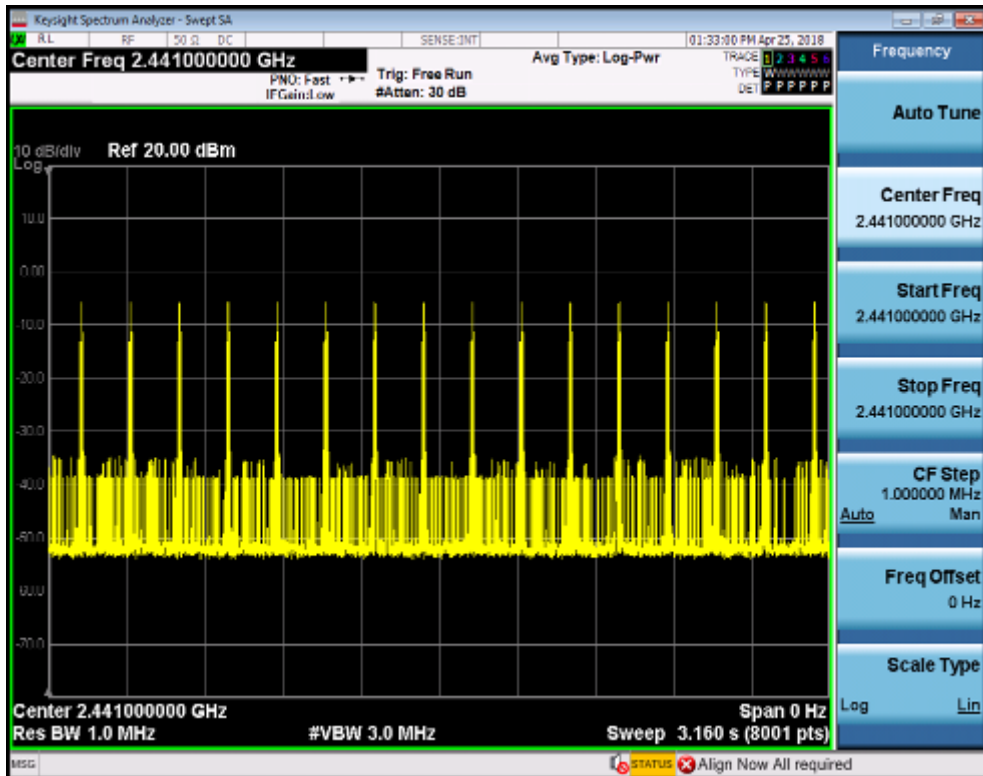 Keysight Spectrum Analyzer - Swept SA
RL RF 50 Ω DC SENSE:INT 01:33:00 PM Apr 25, 2018
Center Freq 2.441000000 GHz Avg Type: Log-Pwr TRACE 1 2 3 4 5 6
PNO: Fast Trig: Free Run TYPE
IFGain:Low #Atten: 30 dB DET P P P P P P
10 dB/div Ref 20.00 dBm
Log
10.0
0.00
-10.0
-20.0
-30.0
-40.0
-50.0
-60.0
-70.0
Center 2.441000000 GHz Span 0 Hz
Res BW 1.0 MHz #VBW 3.0 MHz Sweep 3.160 s (8001 pts)
MSG STATUS Align Now All required
Frequency
Auto Tune
Center Freq
2.441000000 GHz
Start Freq
2.441000000 GHz
Stop Freq
2.441000000 GHz
CF Step
1.000000 MHz
Auto Man
Freq Offset
0 Hz
Scale Type
Log Lin